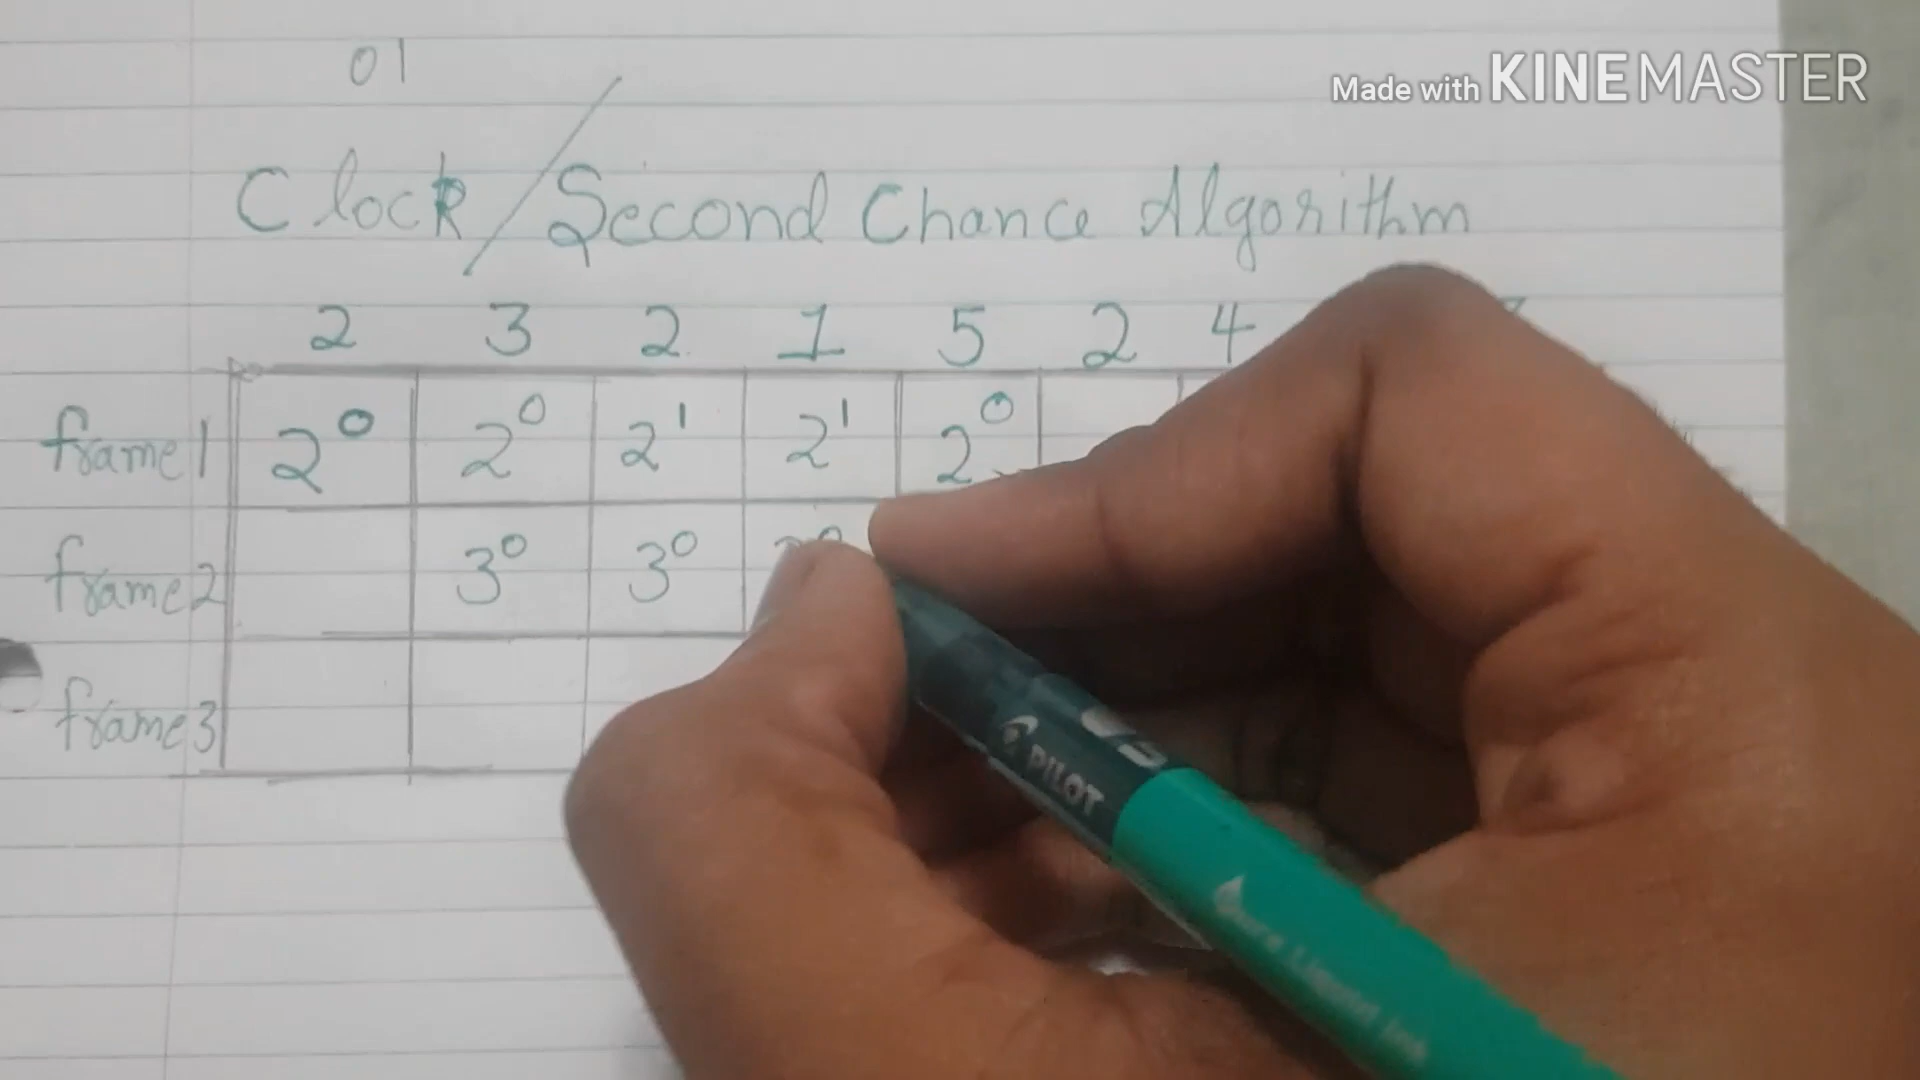 01
Made with KINEMASTER
Clock/Second Chance Algorithm
2 3 2 1 5 2 4
frame1 2⁰ 2⁰ 2¹ 2¹ 2⁰
frame2 3⁰ 3⁰
frame3
PILOT